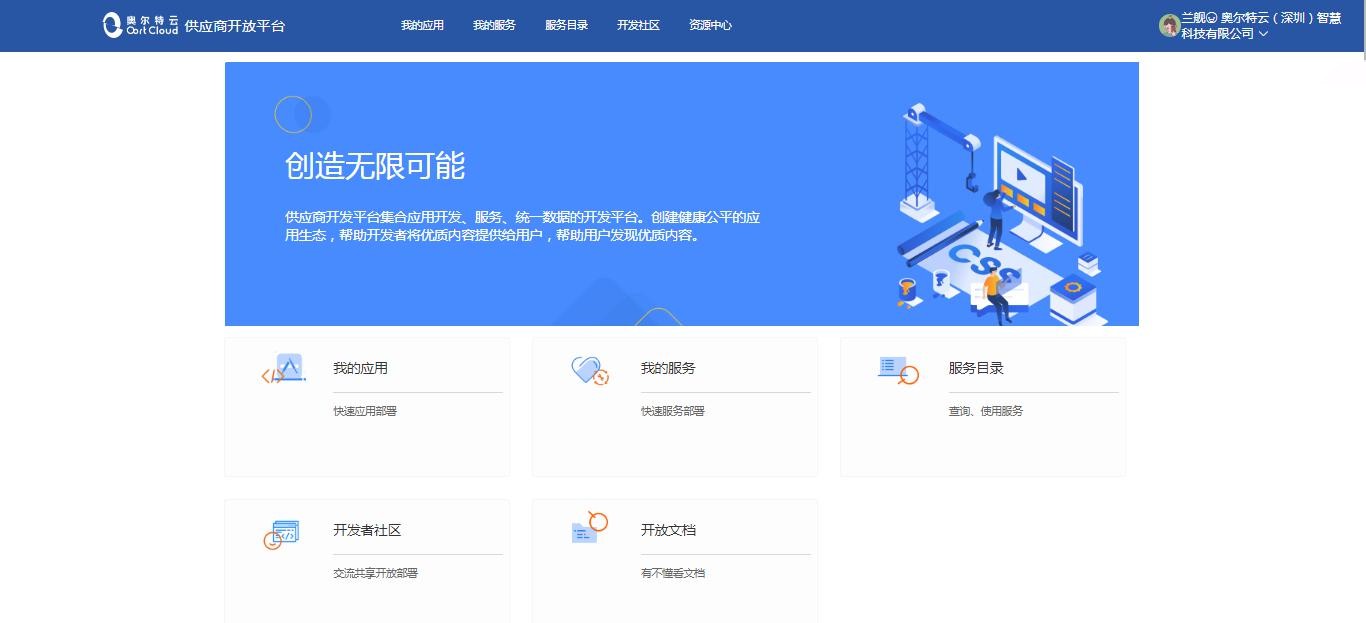 奥尔特云
Oort Cloud
供应商开放平台
我的应用
我的服务
服务目录
开发社区
资源中心
兰舰 奥尔特云（深圳）智慧
科技有限公司
创造无限可能
供应商开发平台集合应用开发、服务、统一数据的开发平台。创建健康公平的应
用生态，帮助开发者将优质内容提供给用户，帮助用户发现优质内容。
CSS
我的应用
快速应用部署
我的服务
快速服务部署
服务目录
查询、使用服务
开发者社区
交流共享开放部署
开放文档
有不懂看文档